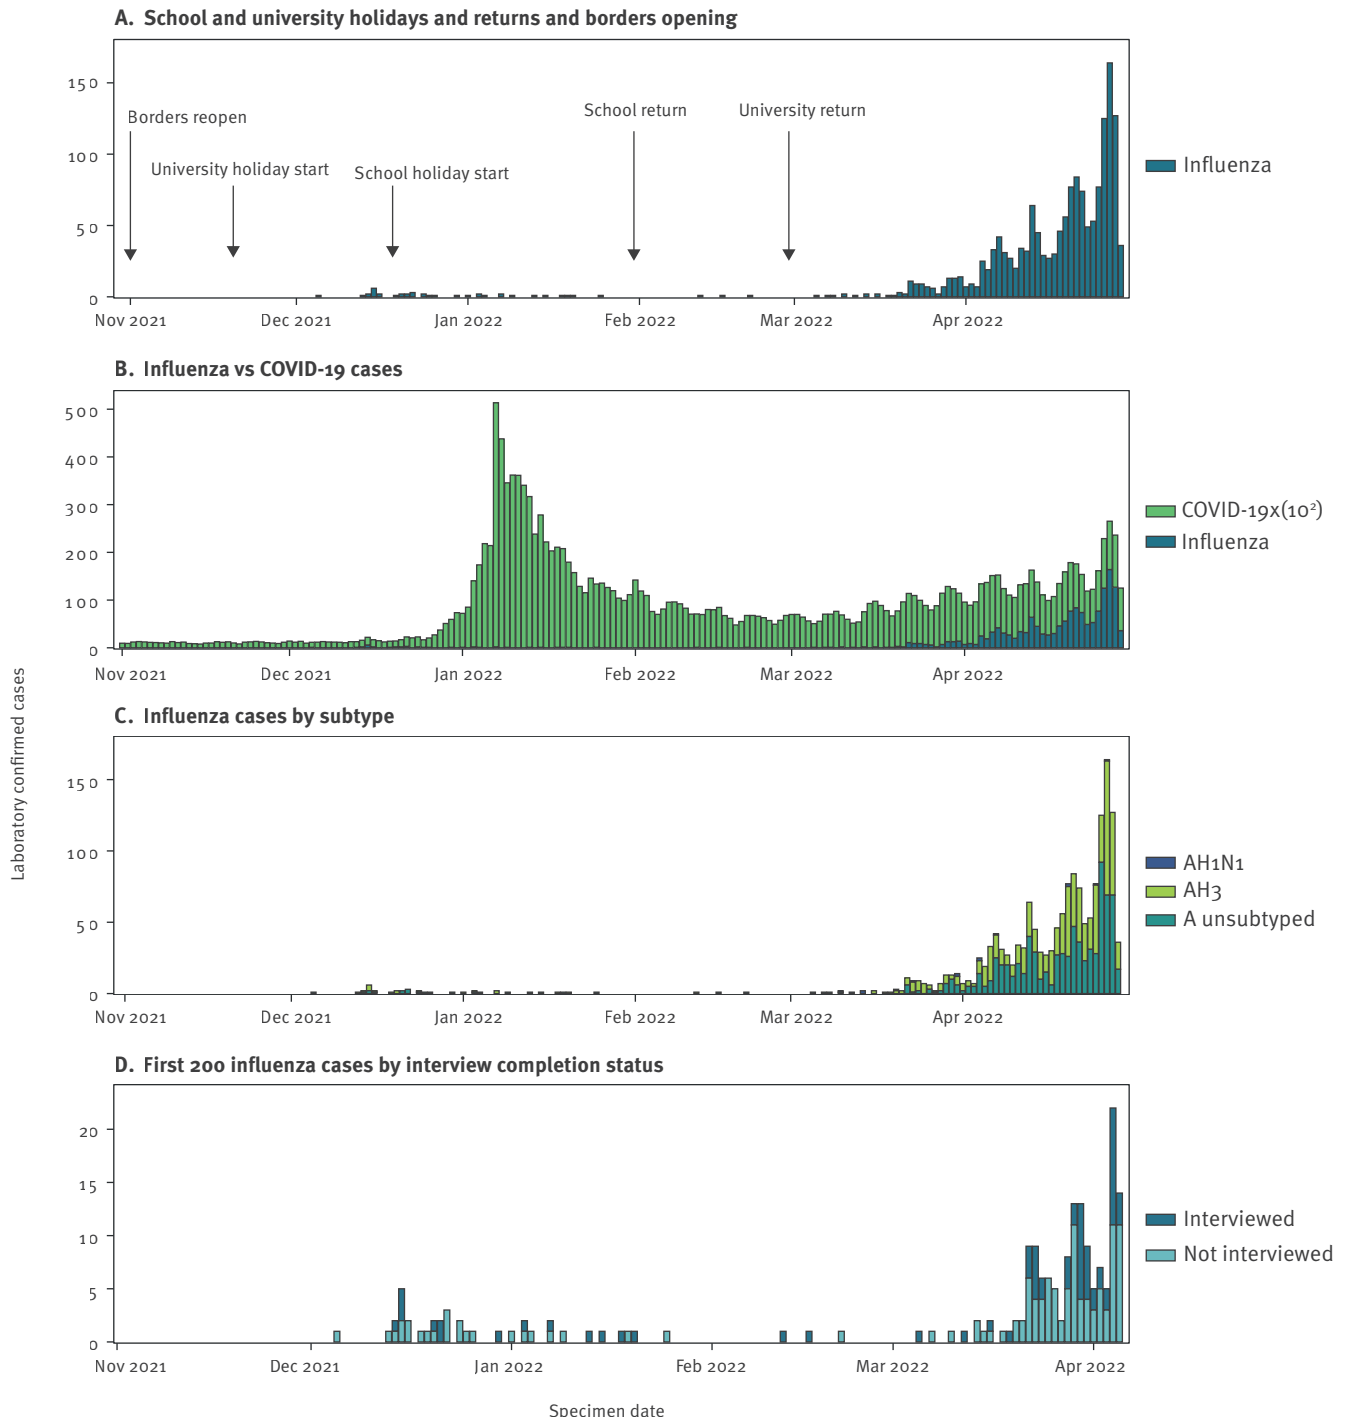 A. School and university holidays and returns and borders opening
150
100
50
0
Borders reopen
University holiday start
School holiday start
School return
University return
Influenza
Nov 2021 Dec 2021 Jan 2022 Feb 2022 Mar 2022 Apr 2022
B. Influenza vs COVID-19 cases
500
400
300
200
100
0
COVID-19x(10²)
Influenza
Nov 2021 Dec 2021 Jan 2022 Feb 2022 Mar 2022 Apr 2022
Laboratory confirmed cases
C. Influenza cases by subtype
150
100
50
0
AH1N1
AH3
A unsubtyped
Nov 2021 Dec 2021 Jan 2022 Feb 2022 Mar 2022 Apr 2022
D. First 200 influenza cases by interview completion status
20
15
10
5
0
Interviewed
Not interviewed
Nov 2021 Dec 2021 Jan 2022 Feb 2022 Mar 2022 Apr 2022
Specimen date